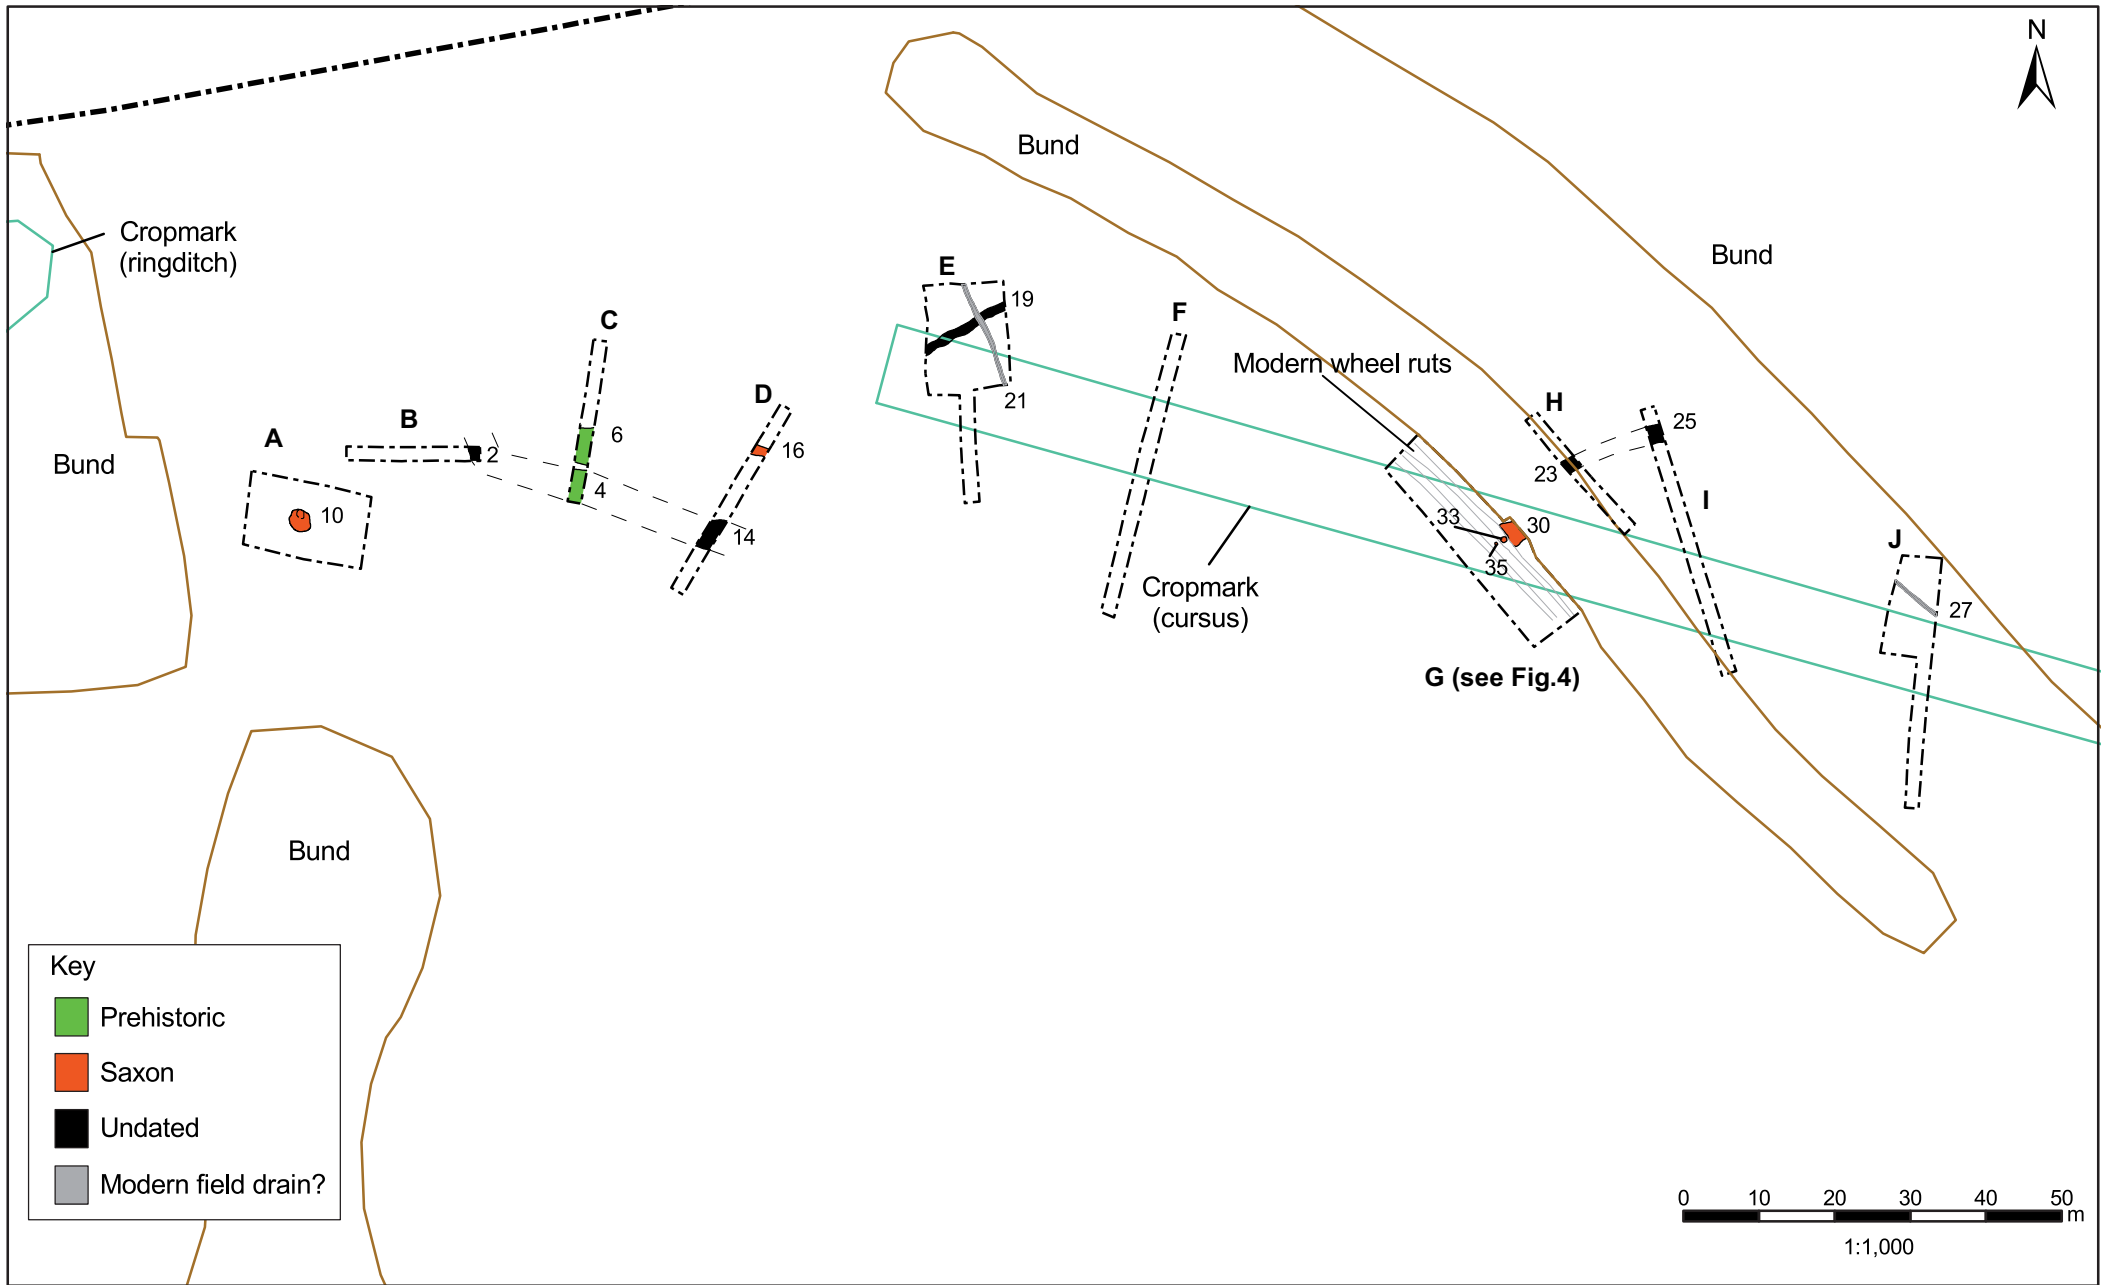 N
Bund
Cropmark
(ringditch)
Bund
E
19
C
F
Modern wheel ruts
21
D
H
25
B
A
6
16
Bund
2
23
4
10
I
33
30
14
J
35
Cropmark
(cursus)
27
G (see Fig.4)
Bund
Key
Prehistoric
Saxon
Undated
Modern field drain?
0 10 20 30 40 50
m
1:1,000